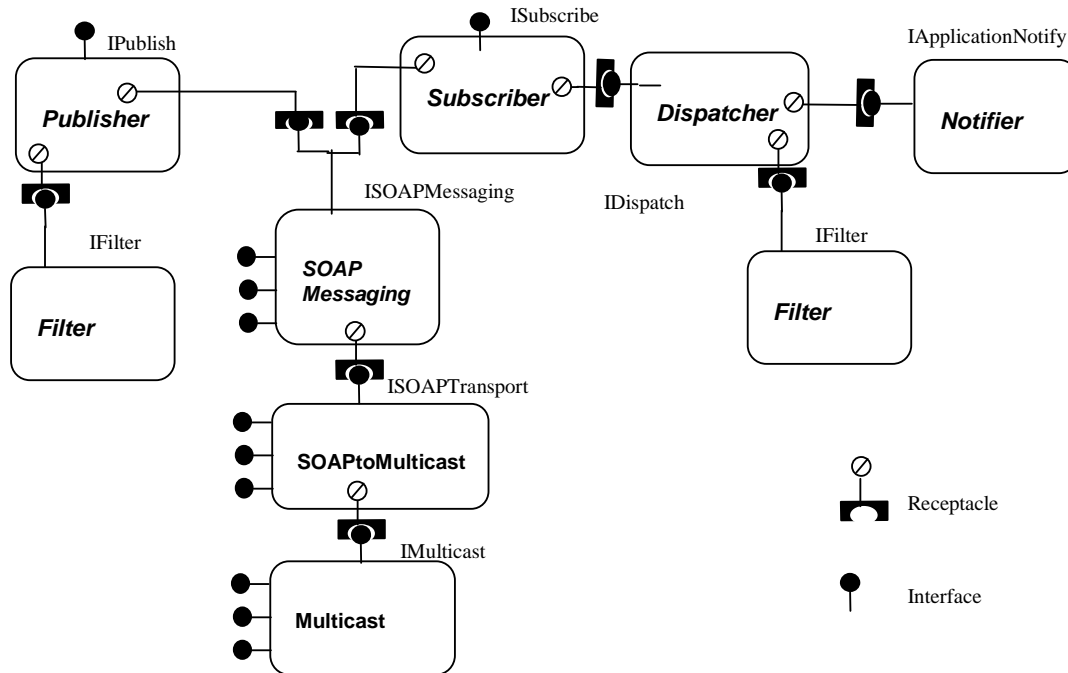 ISubscribe
IPublish
IApplicationNotify
Publisher
Subscriber
Dispatcher
Notifier
ISOAPMessaging
IDispatch
IFilter
IFilter
SOAP
Messaging
Filter
Filter
ISOAPTransport
SOAPtoMulticast
Receptacle
IMulticast
Interface
Multicast